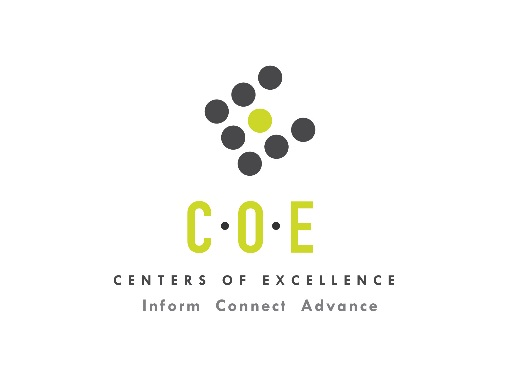 C·O·E
CENTERS OF EXCELLENCE
Inform Connect Advance